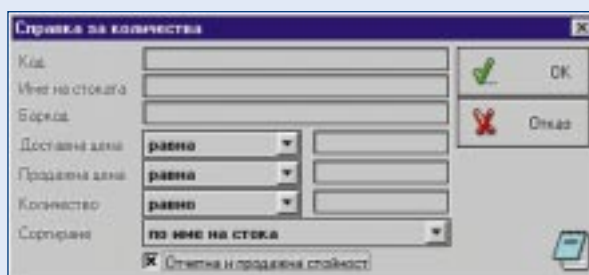 Справка за количества
Код
Име на стоката
Баркод
Доставна цена равна
Продажна цена равна
Количество равно
Сортиране по име на стока
Отчетна и продажна стойност
OK
Отказ